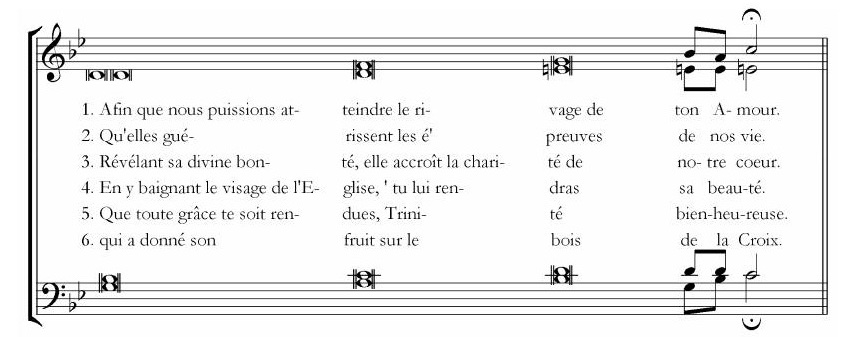 1. Afin que nous puissions at- teindre le ri- vage de ton A- mour.
2. Qu'elles gué- rissent les é' preuves de nos vie.
3. Révélant sa divine bon- té, elle accroît la chari- té de no- tre coeur.
4. En y baignant le visage de l'E- glise, ' tu lui ren- dras sa beau-té.
5. Que toute grâce te soit ren- dues, Trini- té bien-heu-reuse.
6. qui a donné son fruit sur le bois de la Croix.